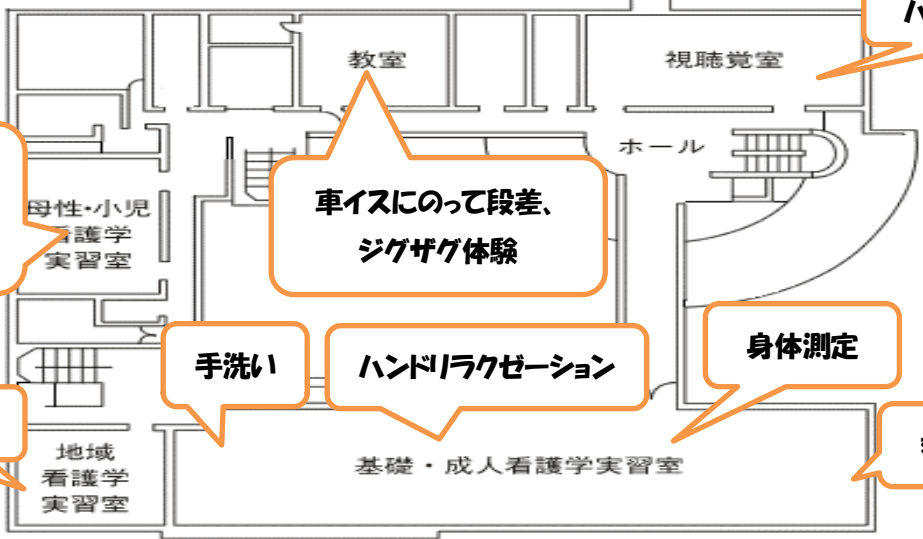 教室
視聴覚室
ホール
車イスにのって段差、
ジグザグ体験
母性・小児
看護学
実習室
手洗い
ハンドリラクゼーション
身体測定
地域
看護学
実習室
基礎・成人看護学実習室